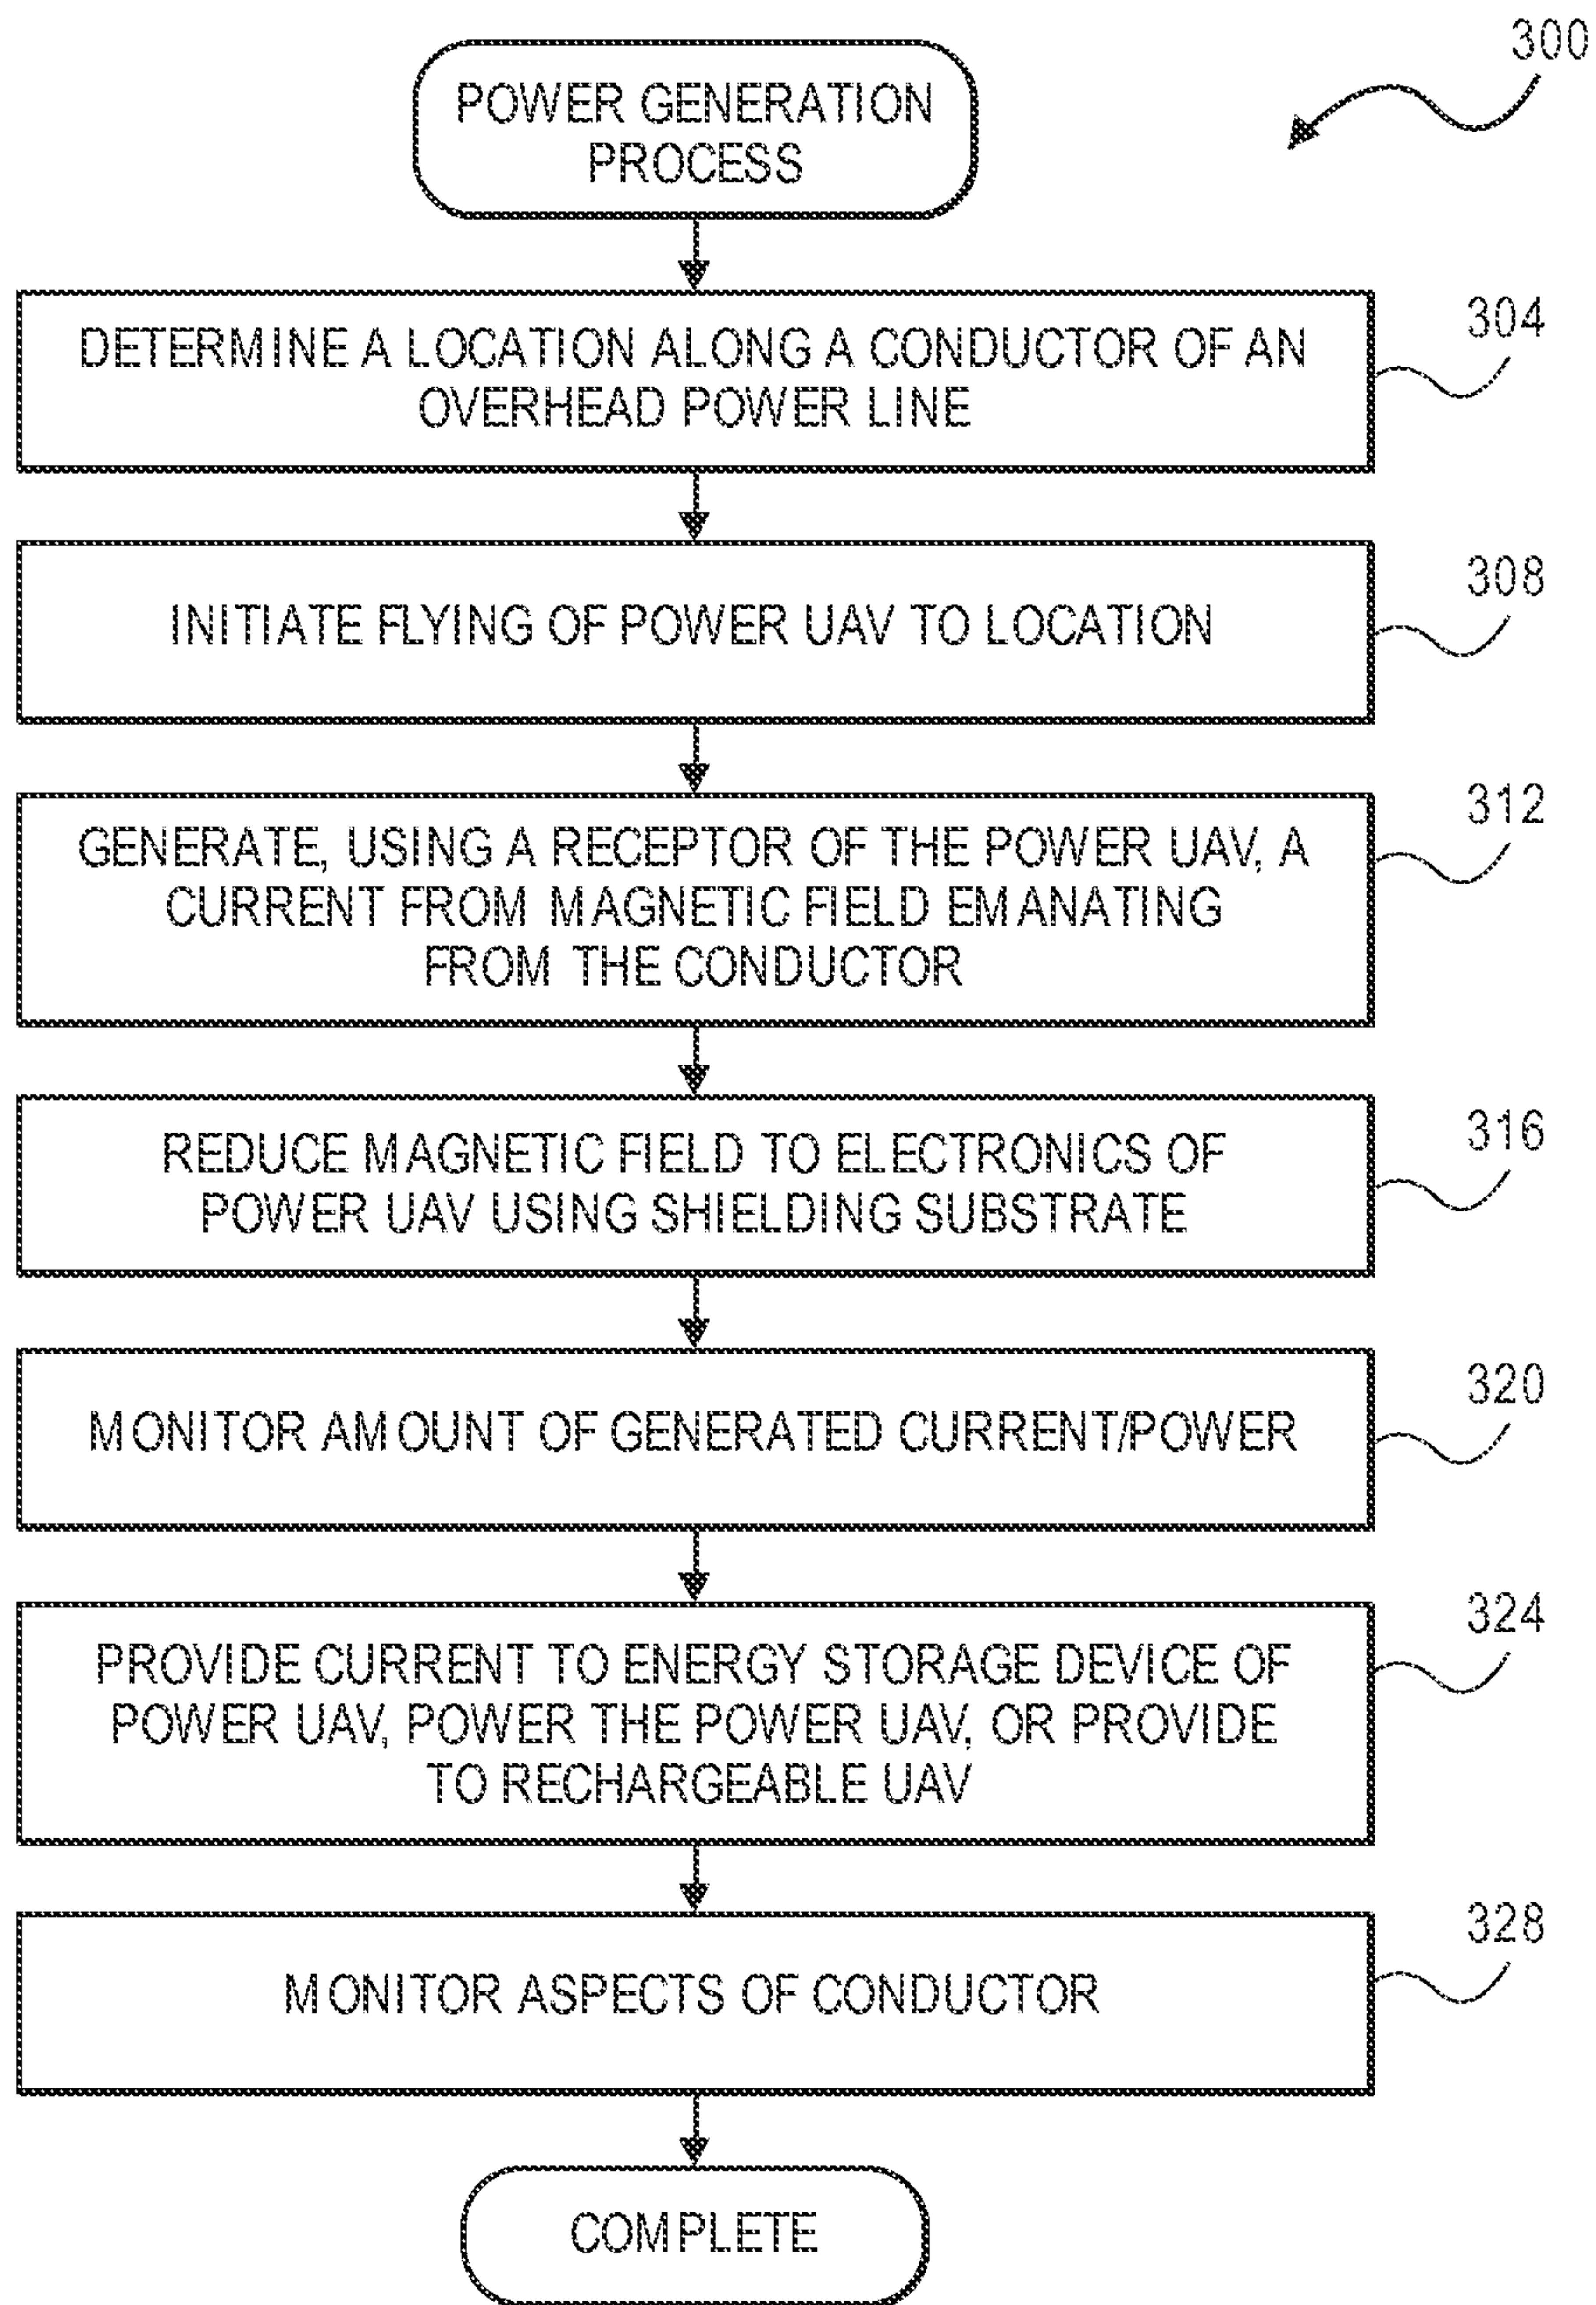 300
POWER GENERATION
PROCESS
DETERMINE A LOCATION ALONG A CONDUCTOR OF AN
OVERHEAD POWER LINE
304
INITIATE FLYING OF POWER UAV TO LOCATION
308
GENERATE, USING A RECEPTOR OF THE POWER UAV, A
CURRENT FROM MAGNETIC FIELD EMANATING
FROM THE CONDUCTOR
312
REDUCE MAGNETIC FIELD TO ELECTRONICS OF
POWER UAV USING SHIELDING SUBSTRATE
316
MONITOR AMOUNT OF GENERATED CURRENT/POWER
320
PROVIDE CURRENT TO ENERGY STORAGE DEVICE OF
POWER UAV, POWER THE POWER UAV, OR PROVIDE
TO RECHARGEABLE UAV
324
MONITOR ASPECTS OF CONDUCTOR
328
COMPLETE